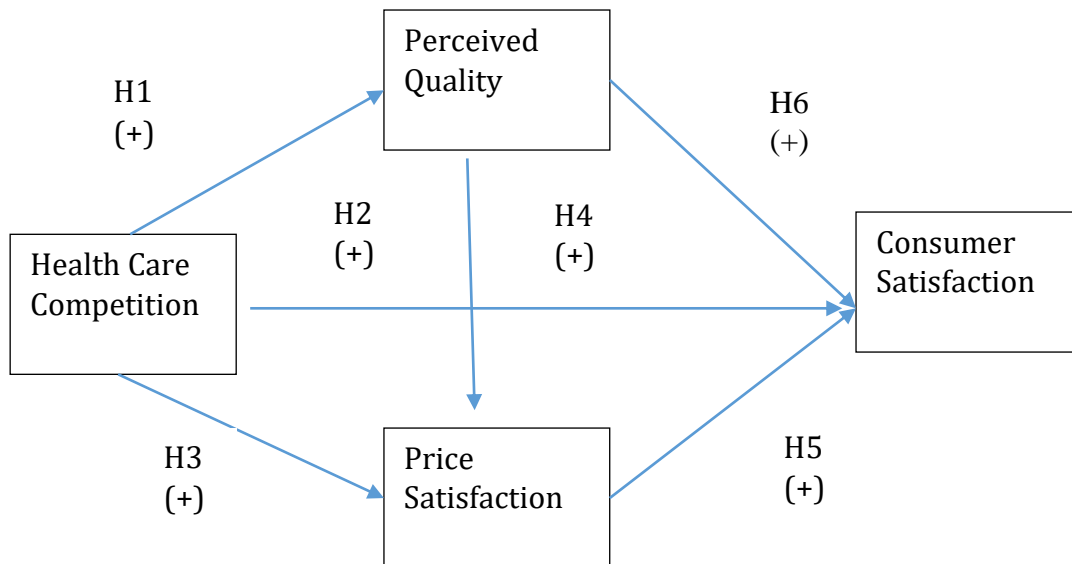 Perceived
Quality
H1
(+)
H6
(+)
H2
(+)
H4
(+)
Health Care
Competition
Consumer
Satisfaction
H3
(+)
Price
Satisfaction
H5
(+)